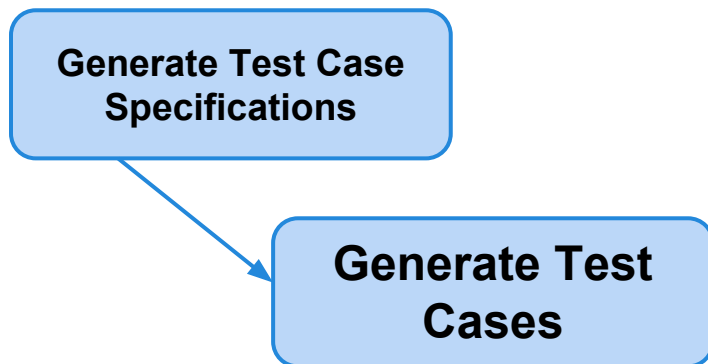 Generate Test Case
Specifications
Generate Test
Cases